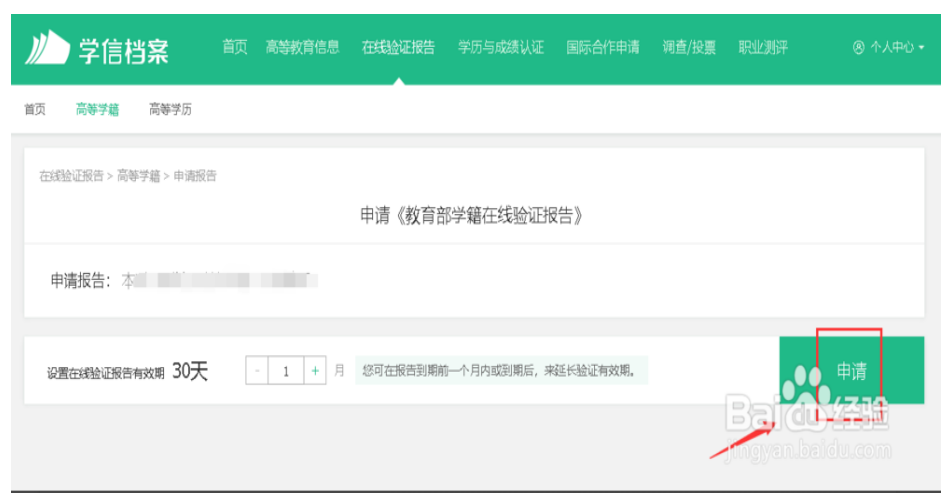 学信档案 首页 高等教育信息 在线验证报告 学历与成绩认证 国际合作申请 调查/投票 职业测评 个人中心
首页 高等学籍 高等学历
在线验证报告 > 高等学籍 > 申请报告
申请《教育部学籍在线验证报告》
申请报告: 本
设置在线验证报告有效期 30天 - 1 + 月 您可在报告到期前一个月内或到期后，来延长验证有效期。 申请
Baidu经验
jingyan.baidu.com